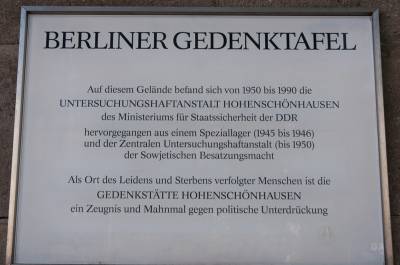 BERLINER GEDENKTAFEL
Auf diesem Gelände befand sich von 1950 bis 1990 die
UNTERSUCHUNGSHAFTANSTALT HOHENSCHÖNHAUSEN
des Ministeriums für Staatssicherheit der DDR
hervorgegangen aus einem Speziallager (1945 bis 1946)
und der Zentralen Untersuchungshaftanstalt (bis 1950)
der Sowjetischen Besatzungsmacht
Als Ort des Leidens und Sterbens verfolgter Menschen ist die
GEDENKSTÄTTE HOHENSCHÖNHAUSEN
ein Zeugnis und Mahnmal gegen politische Unterdrückung